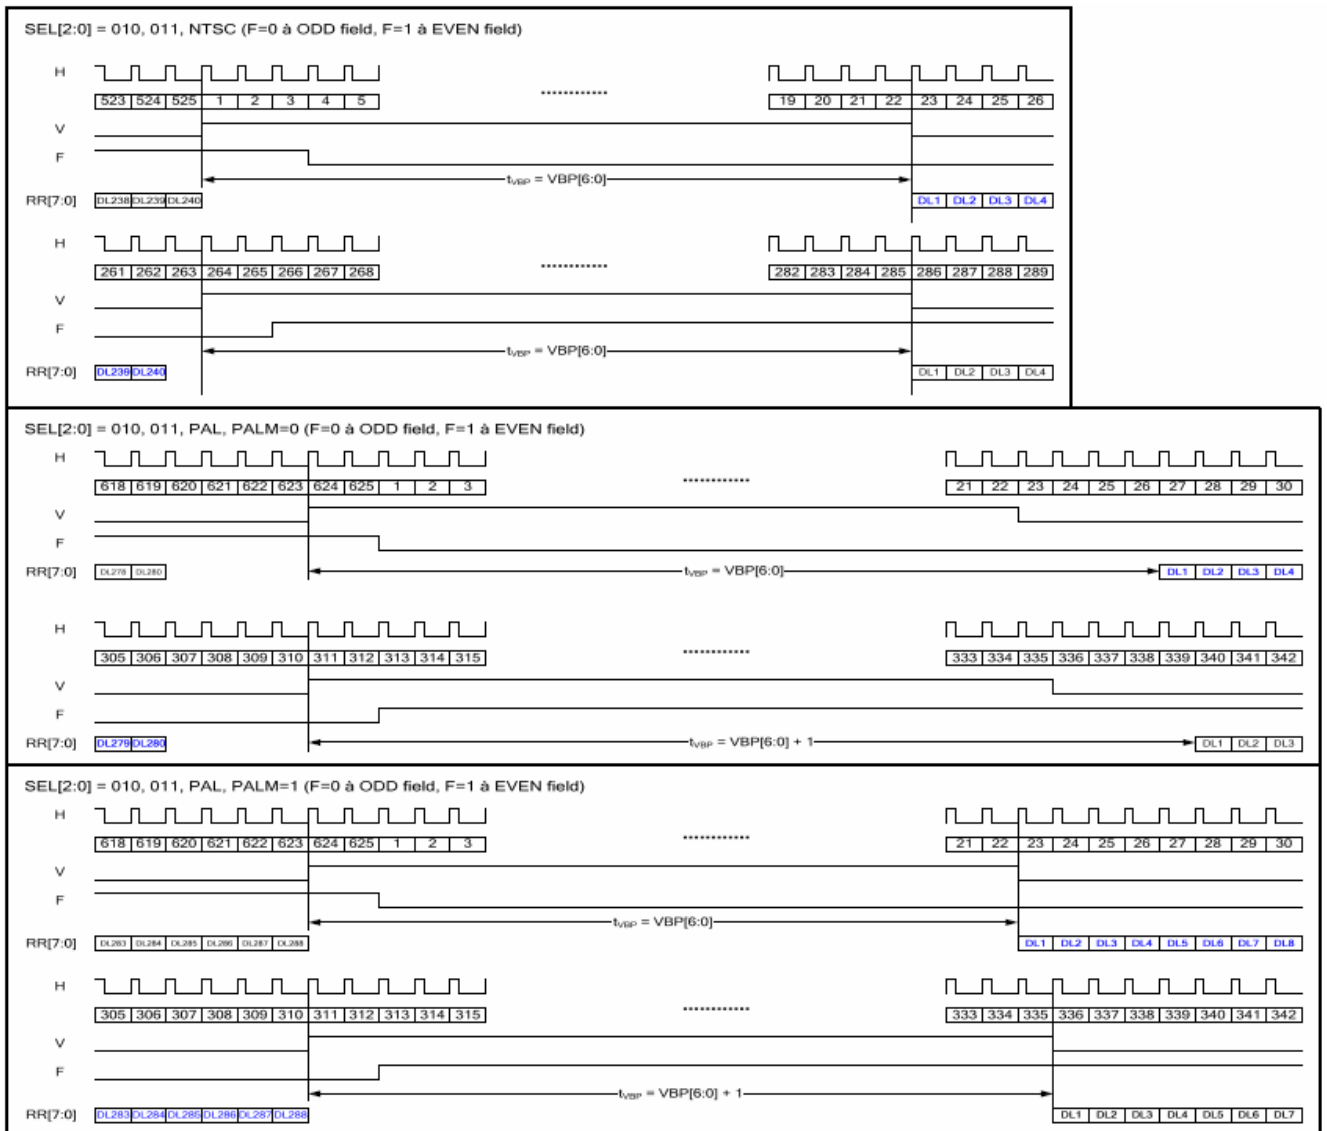 SEL[2:0] = 010, 011, NTSC (F=0 à ODD field, F=1 à EVEN field)
H
523 524 525 1 2 3 4 5 ............ 19 20 21 22 23 24 25 26
V
F
tVBP = VBP[6:0]
RR[7:0] DL238 DL239 DL240 DL1 DL2 DL3 DL4
H
261 262 263 264 265 266 267 268 ............ 282 283 284 285 286 287 288 289
V
F
tVBP = VBP[6:0]
RR[7:0] DL239 DL240 DL1 DL2 DL3 DL4
SEL[2:0] = 010, 011, PAL, PALM=0 (F=0 à ODD field, F=1 à EVEN field)
H
618 619 620 621 622 623 624 625 1 2 3 ............ 21 22 23 24 25 26 27 28 29 30
V
F
RR[7:0] DL278 DL280 tVBP = VBP[6:0] DL1 DL2 DL3 DL4
H
305 306 307 308 309 310 311 312 313 314 315 ............ 333 334 335 336 337 338 339 340 341 342
V
F
RR[7:0] DL279 DL280 tVBP = VBP[6:0] + 1 DL1 DL2 DL3
SEL[2:0] = 010, 011, PAL, PALM=1 (F=0 à ODD field, F=1 à EVEN field)
H
618 619 620 621 622 623 624 625 1 2 3 ............ 21 22 23 24 25 26 27 28 29 30
V
F
tVBP = VBP[6:0]
RR[7:0] DL283 DL284 DL285 DL286 DL287 DL288 DL1 DL2 DL3 DL4 DL5 DL6 DL7 DL8
H
305 306 307 308 309 310 311 312 313 314 315 ............ 333 334 335 336 337 338 339 340 341 342
V
F
tVBP = VBP[6:0] + 1
RR[7:0] DL283 DL284 DL285 DL286 DL287 DL288 DL1 DL2 DL3 DL4 DL5 DL6 DL7